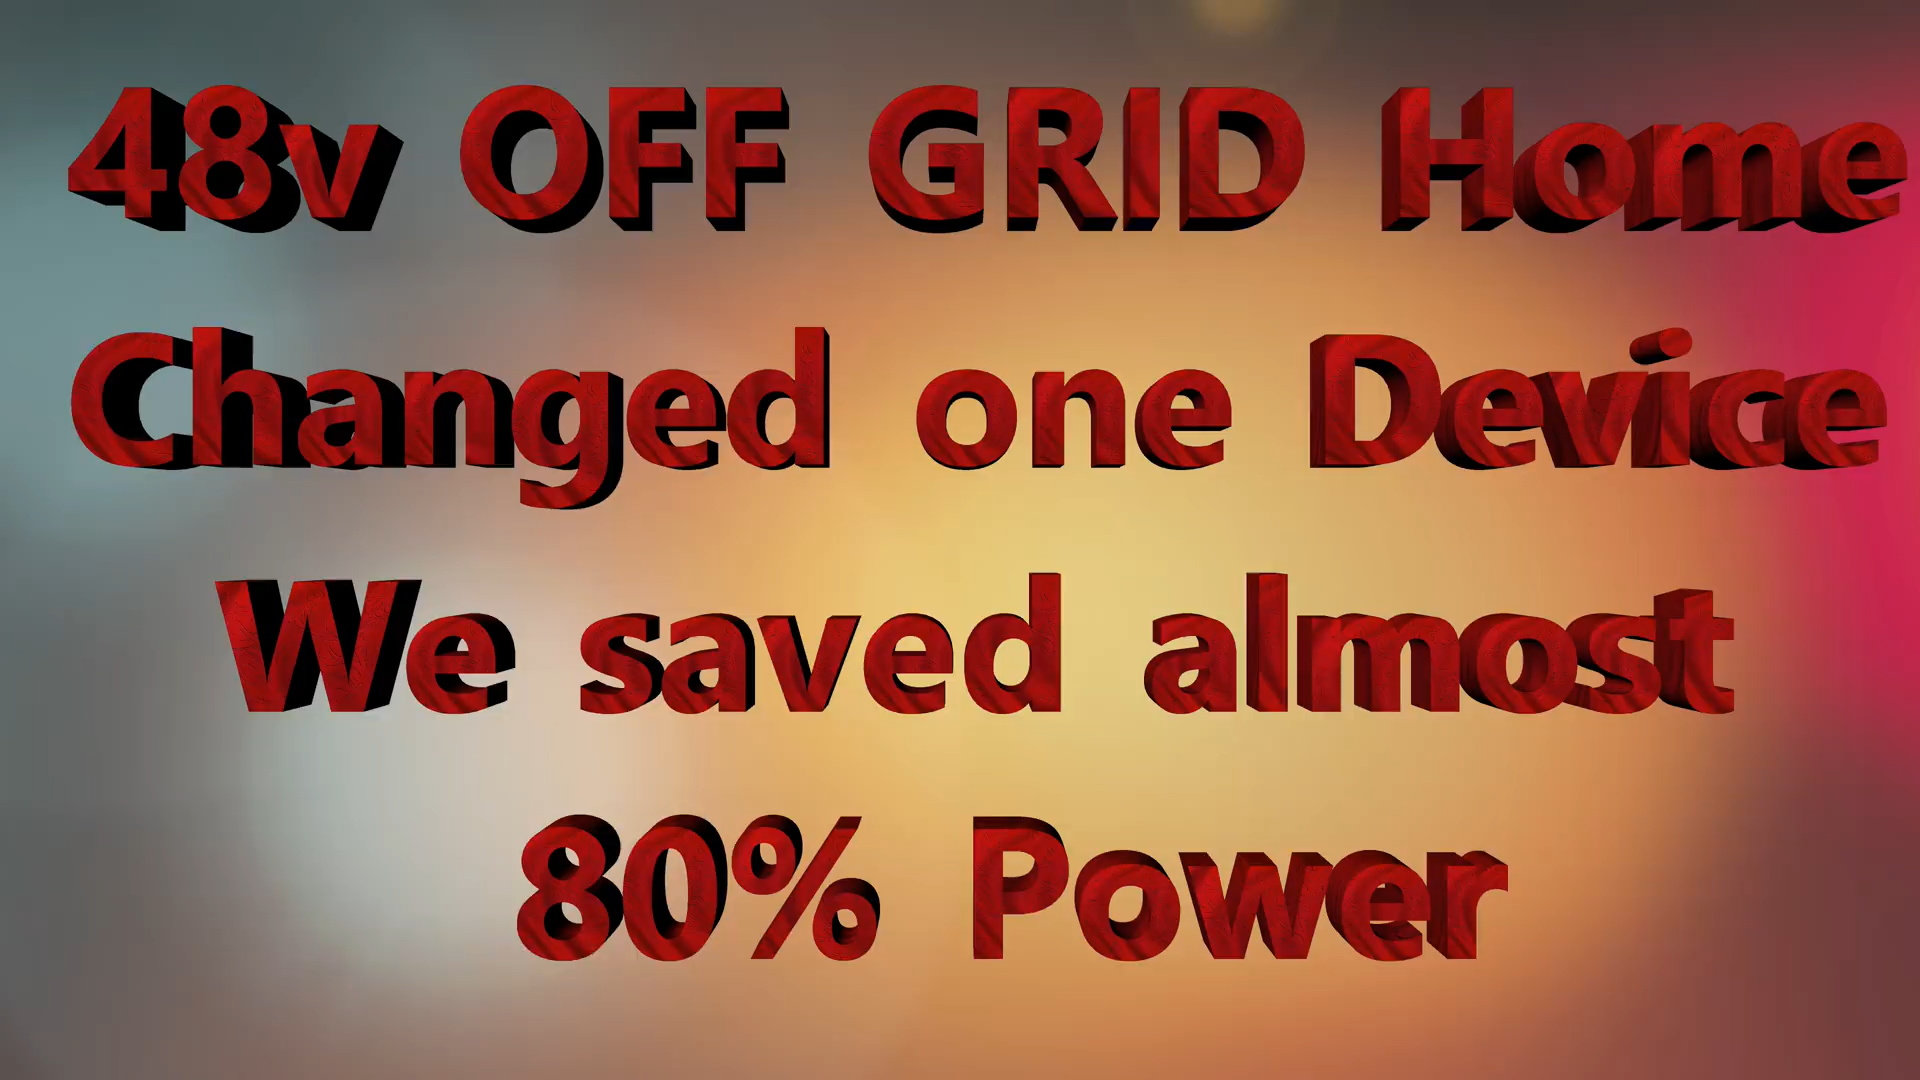 48v OFF GRID Home
Changed one Device
We saved almost
80% Power